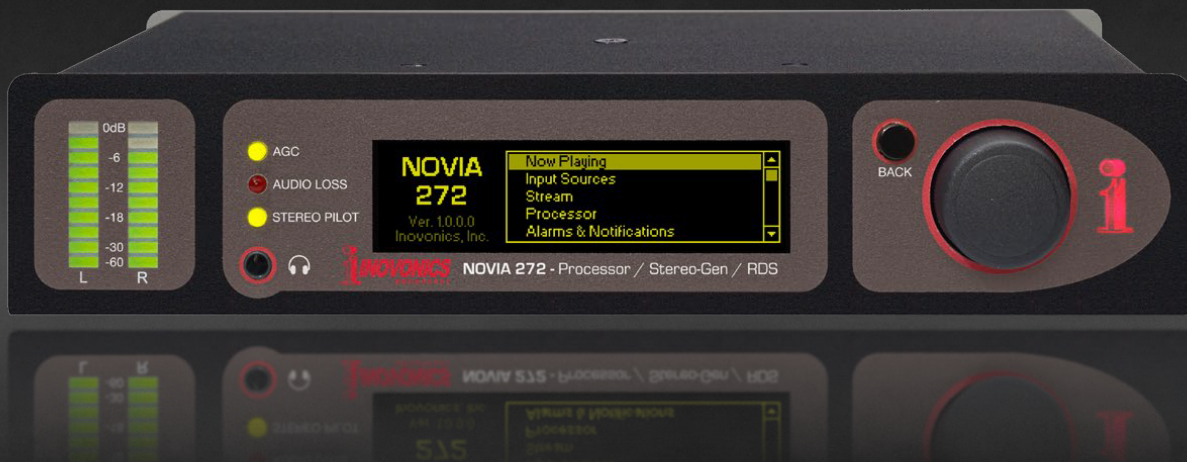 0dB
-6
-12
-18
-30
-60
L R
AGC
AUDIO LOSS
STEREO PILOT
NOVIA
272
Ver. 1.0.0.0
Inovonics, Inc.
Now Playing
Input Sources
Stream
Processor
Alarms & Notifications
INOVONICS
NOVIA 272 - Processor / Stereo-Gen / RDS
BACK